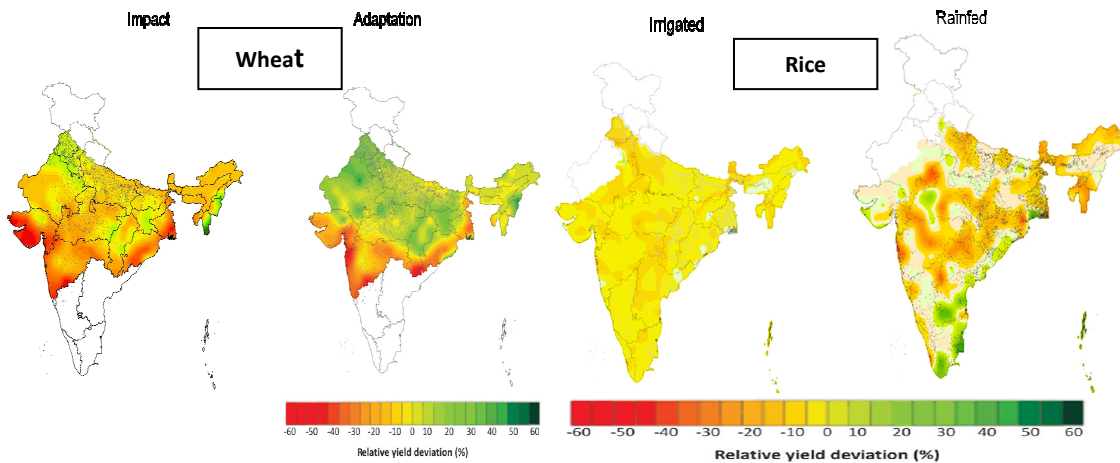 Impact
Adaptation
Wheat
Irrigated
Rainfed
Rice
-60 -50 -40 -30 -20 -10 0 10 20 30 40 50 60
Relative yield deviation (%)
-60 -50 -40 -30 -20 -10 0 10 20 30 40 50 60
Relative yield deviation (%)